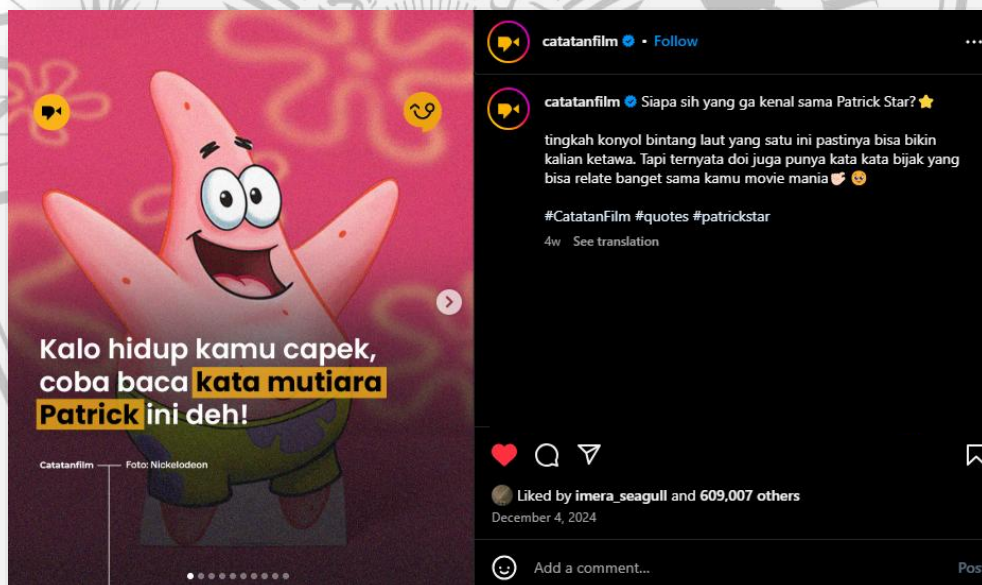 Kalo hidup kamu capek,
coba baca kata mutiara
Patrick ini deh!
Catatanfilm
Foto: Nickelodeon
catatanfilm • Follow
catatanfilm Siapa sih yang ga kenal sama Patrick Star?⭐
tingkah konyol bintang laut yang satu ini pastinya bisa bikin
kalian ketawa. Tapi ternyata doi juga punya kata kata bijak yang
bisa relate banget sama kamu movie mania
#CatatanFilm #quotes #patrickstar
4w See translation
Liked by imera_seagull and 609,007 others
December 4, 2024
Add a comment...
Post